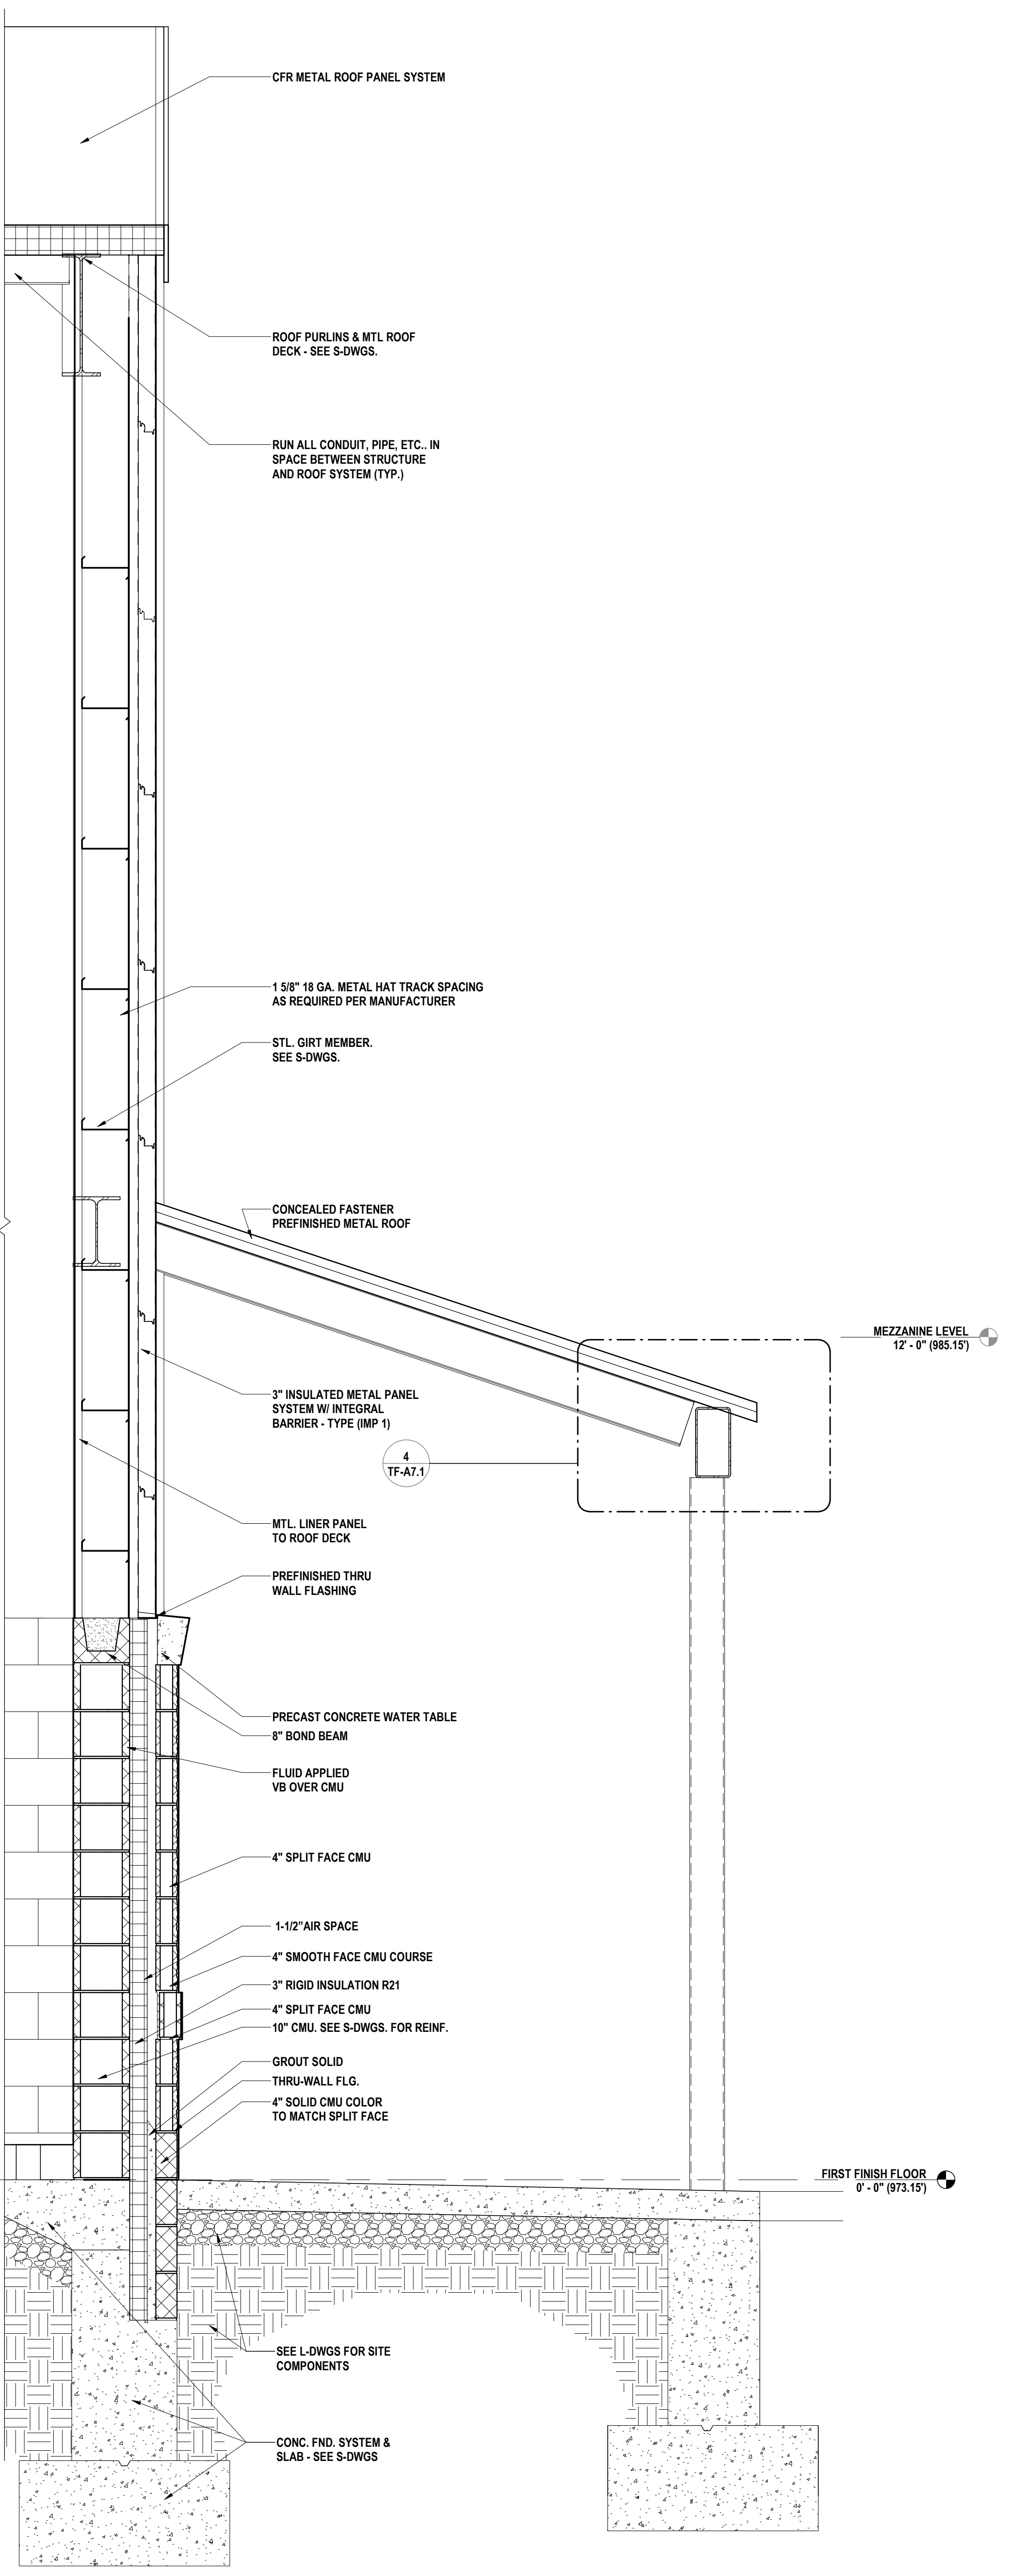 CFR METAL ROOF PANEL SYSTEM
ROOF PURLINS & MTL ROOF
DECK - SEE S-DWGS.
RUN ALL CONDUIT, PIPE, ETC.. IN
SPACE BETWEEN STRUCTURE
AND ROOF SYSTEM (TYP.)
1 5/8" 18 GA. METAL HAT TRACK SPACING
AS REQUIRED PER MANUFACTURER
STL. GIRT MEMBER.
SEE S-DWGS.
CONCEALED FASTENER
PREFINISHED METAL ROOF
MEZZANINE LEVEL
12' - 0" (985.15')
3" INSULATED METAL PANEL
SYSTEM W/ INTEGRAL
BARRIER - TYPE (IMP 1)
4
TF-A7.1
MTL. LINER PANEL
TO ROOF DECK
PREFINISHED THRU
WALL FLASHING
PRECAST CONCRETE WATER TABLE
8" BOND BEAM
FLUID APPLIED
VB OVER CMU
4" SPLIT FACE CMU
1-1/2"AIR SPACE
4" SMOOTH FACE CMU COURSE
3" RIGID INSULATION R21
4" SPLIT FACE CMU
10" CMU. SEE S-DWGS. FOR REINF.
GROUT SOLID
THRU-WALL FLG.
4" SOLID CMU COLOR
TO MATCH SPLIT FACE
FIRST FINISH FLOOR
0' - 0" (973.15')
SEE L-DWGS FOR SITE
COMPONENTS
CONC. FND. SYSTEM &
SLAB - SEE S-DWGS